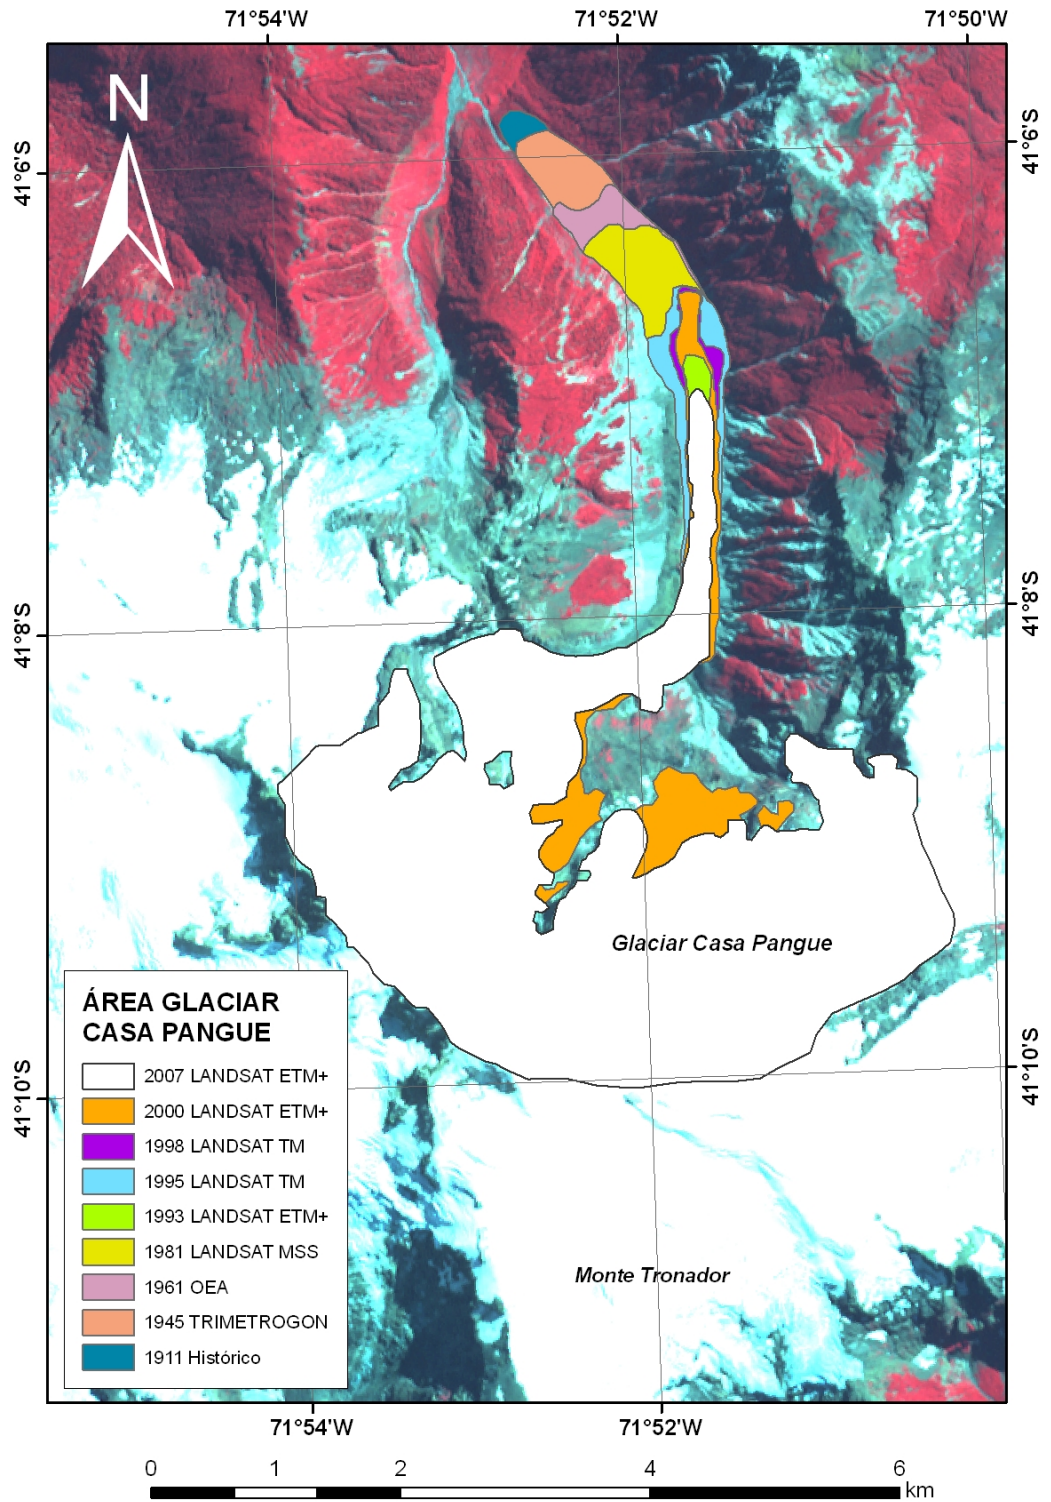 71°54'W 71°52'W 71°50'W
N
41°6'S 41°6'S
41°8'S 41°8'S
Glaciar Casa Pangue
ÁREA GLACIAR
CASA PANGUE
2007 LANDSAT ETM+
2000 LANDSAT ETM+
1998 LANDSAT TM
1995 LANDSAT TM
1993 LANDSAT ETM+
1981 LANDSAT MSS
1961 OEA
1945 TRIMETROGON
1911 Histórico
41°10'S 41°10'S
Monte Tronador
71°54'W 71°52'W
0 1 2 4 6
km